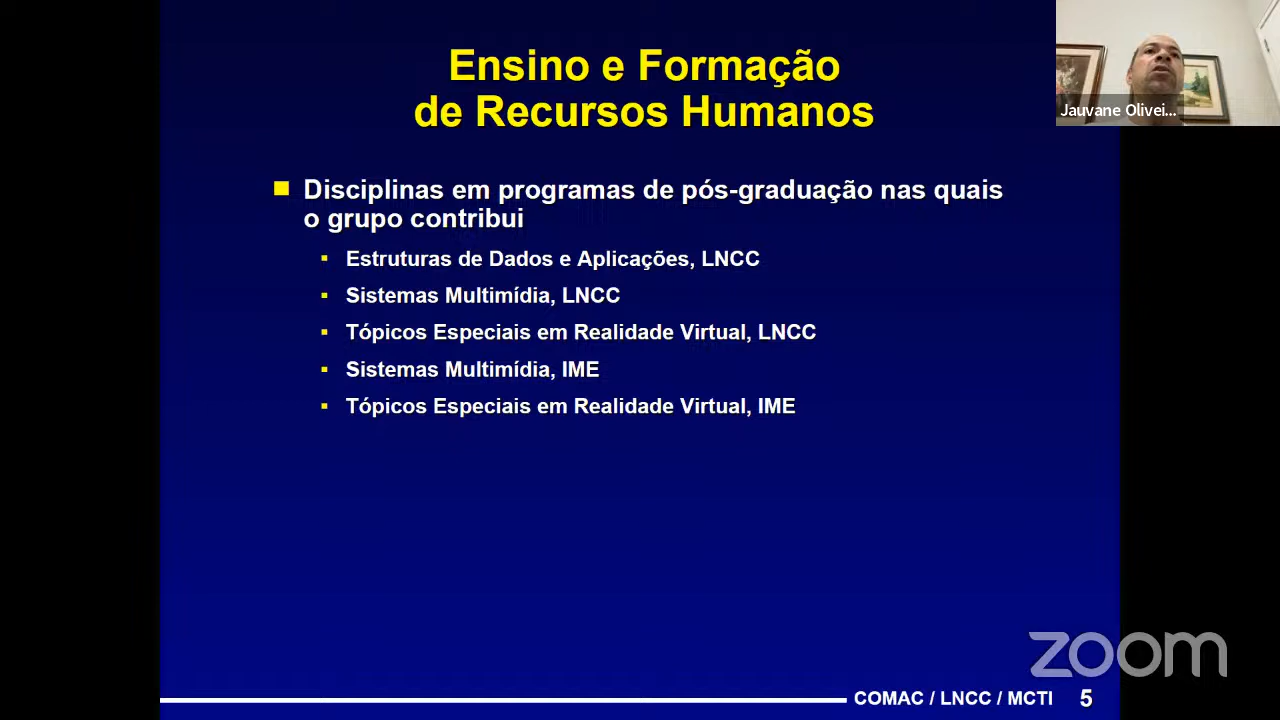 Ensino e Formação
de Recursos Humanos
Jauvane Olivei...
Disciplinas em programas de pós-graduação nas quais
o grupo contribui
Estruturas de Dados e Aplicações, LNCC
Sistemas Multimídia, LNCC
Tópicos Especiais em Realidade Virtual, LNCC
Sistemas Multimídia, IME
Tópicos Especiais em Realidade Virtual, IME
zoom
COMAC / LNCC / MCTI 5